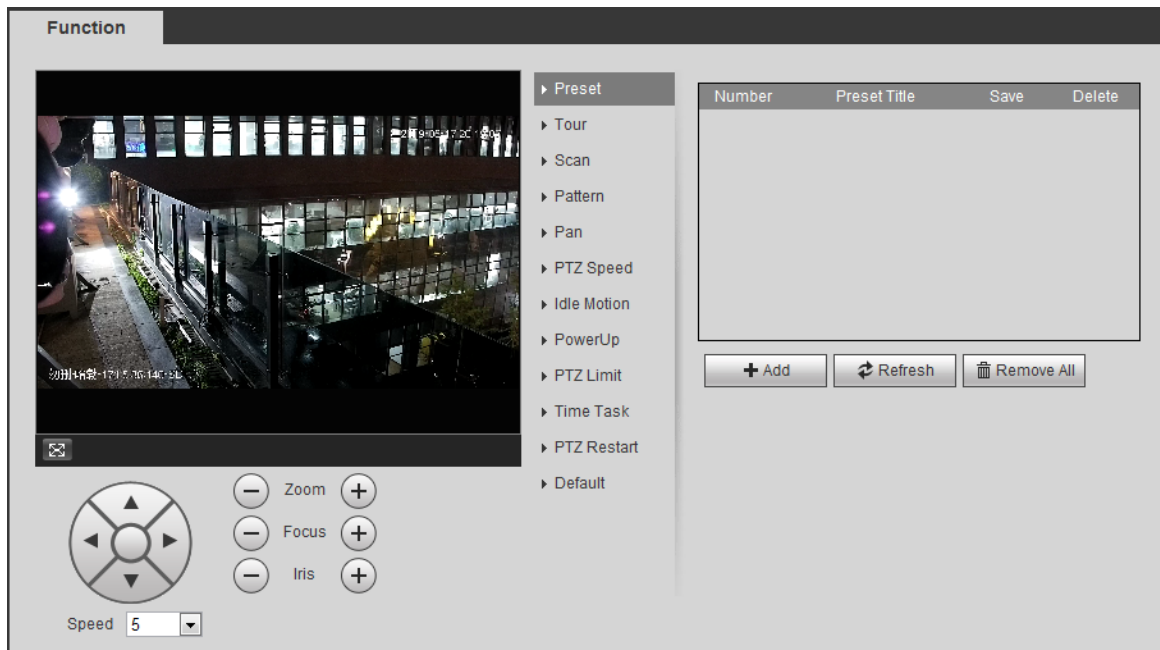 Function
Preset
Tour
Scan
Pattern
Pan
PTZ Speed
Idle Motion
PowerUp
PTZ Limit
Time Task
PTZ Restart
Default
Number Preset Title Save Delete
Add Refresh Remove All
Zoom
Focus
Iris
Speed 5